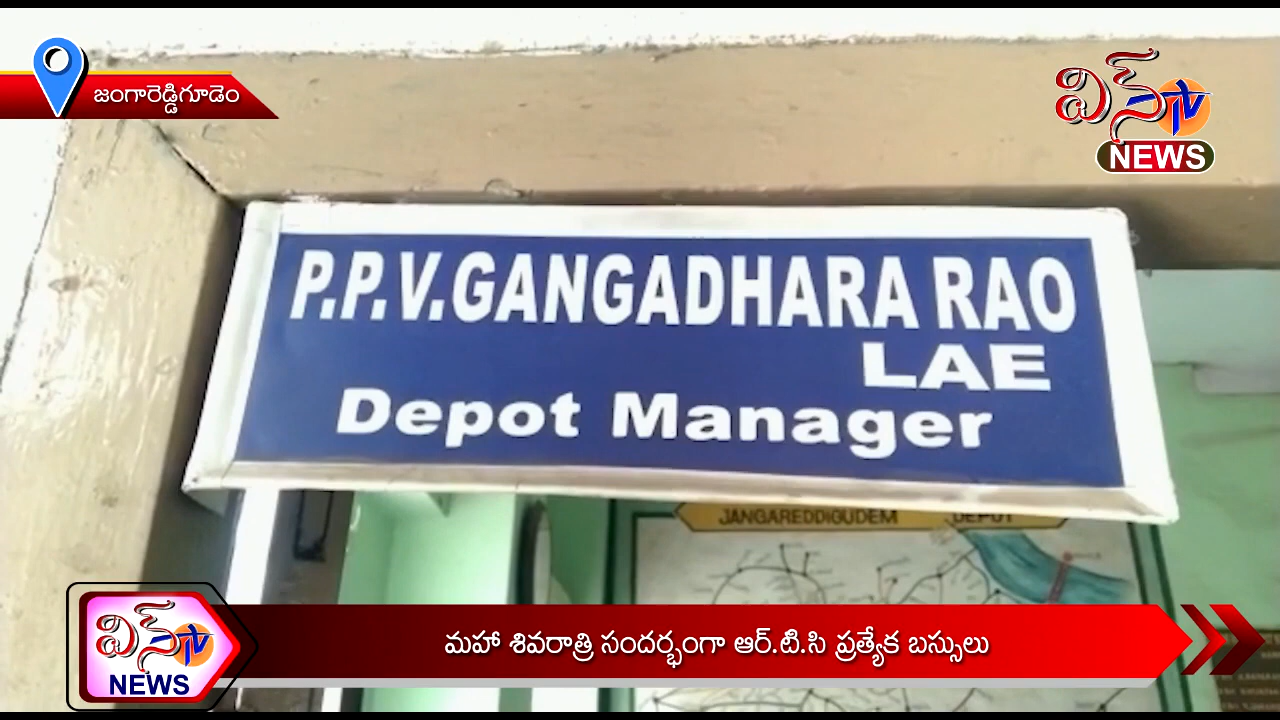 జంగారెడ్డిగూడెం
విన్ TV
NEWS
P.P.V.GANGADHARA RAO
LAE
Depot Manager
JANGAREDDIGUDEM DEPOT
మహా శివరాత్రి సందర్భంగా ఆర్.టి.సి ప్రత్యేక బస్సులు
విన్ TV
NEWS